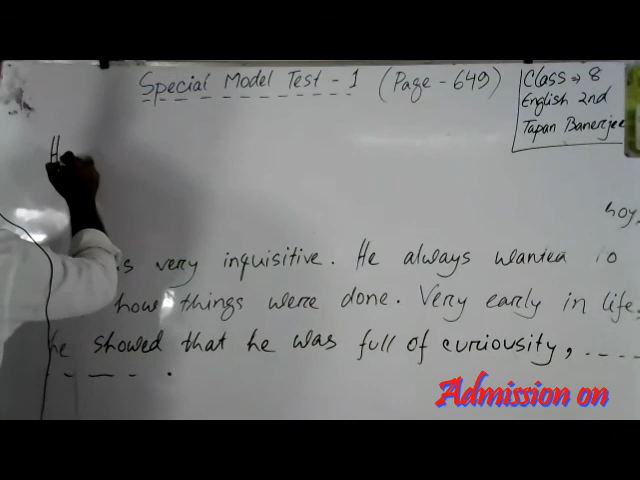 Special Model Test - 1 (Page - 649)
Class ⇒ 8
English 2nd
Tapan Banerjee
H
boy,
s very inquisitive. He always wanted to
how things were done. Very early in life,
he showed that he was full of curiousity, ----
- -- - .
Admission on